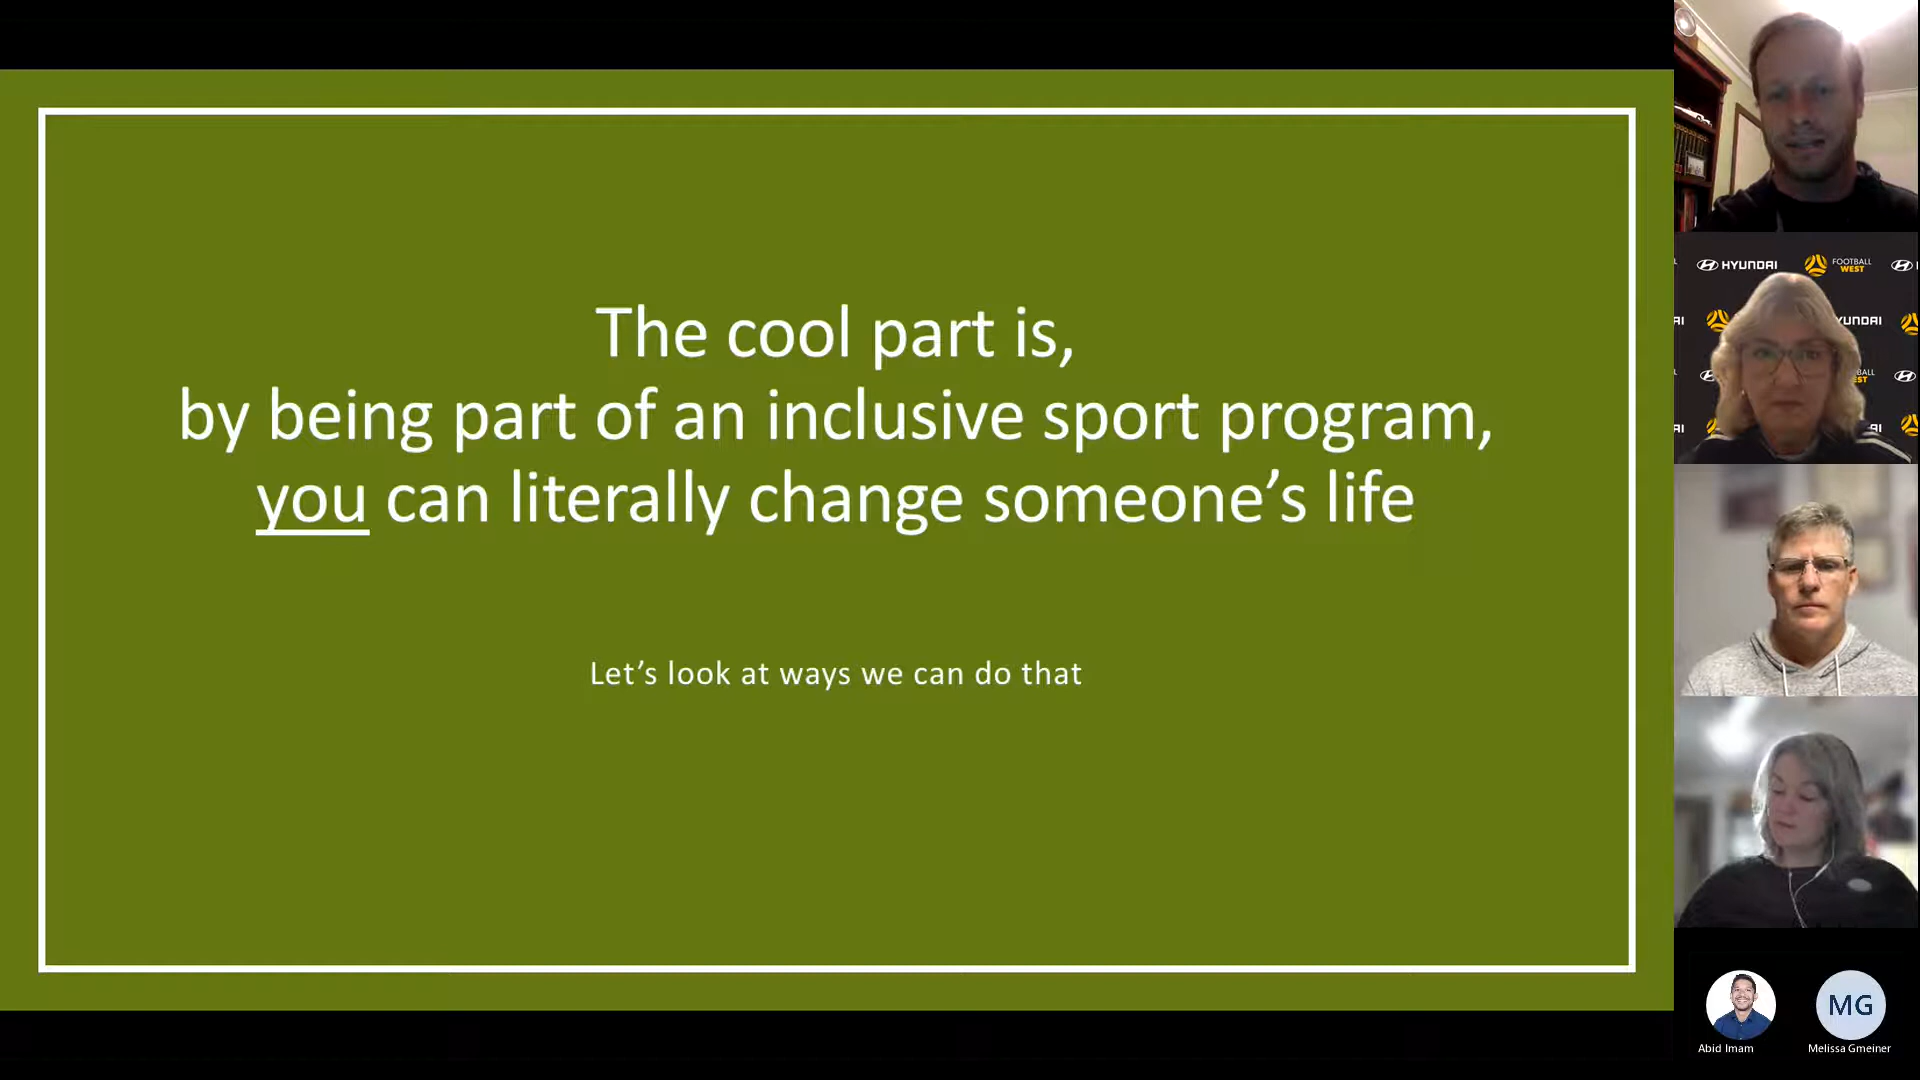 The cool part is,
by being part of an inclusive sport program,
you can literally change someone’s life
Let’s look at ways we can do that
HYUNDAI
FOOTBALL
WEST
YUNDAI
MG
Abid Imam
Melissa Gmeiner